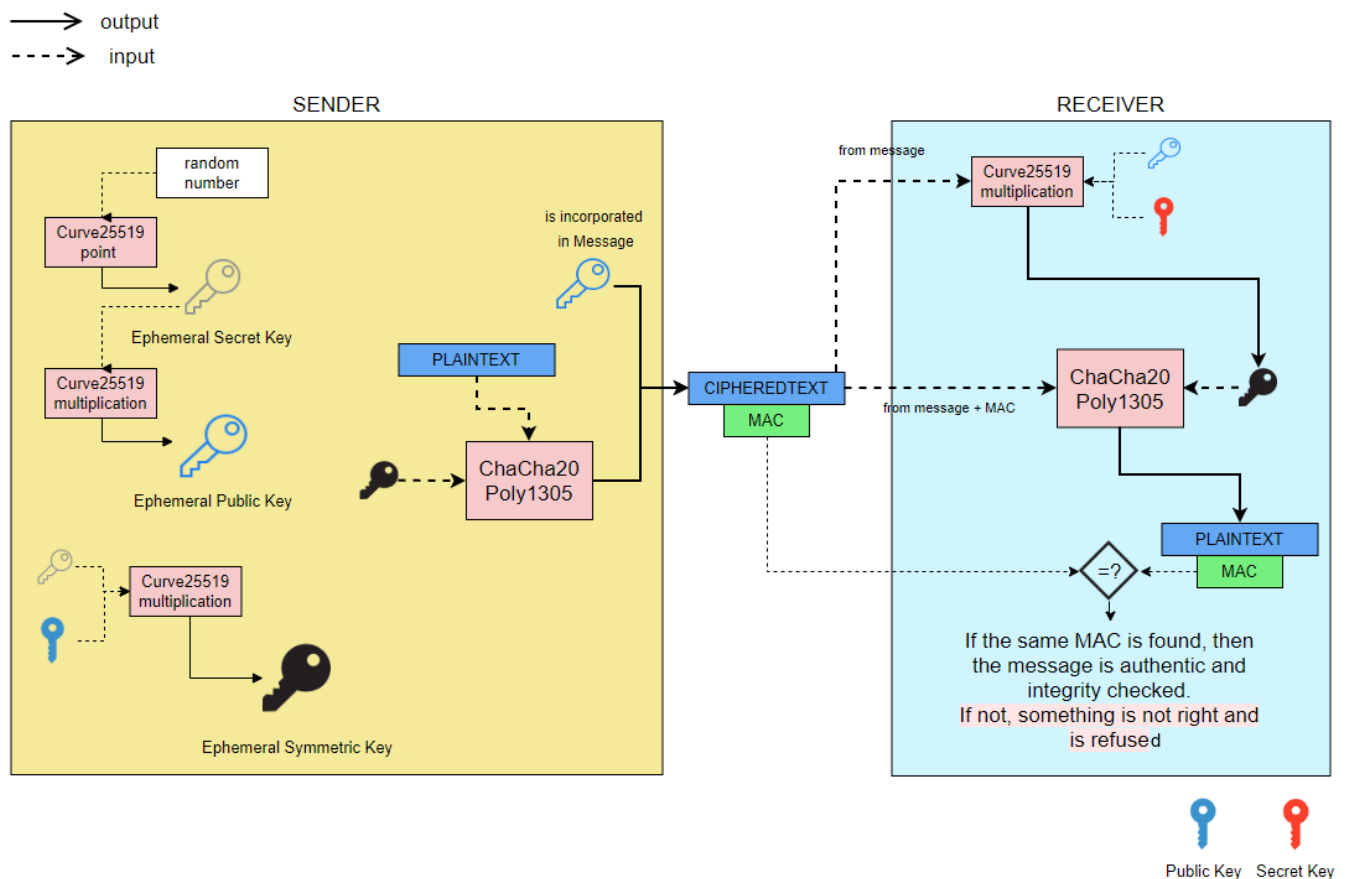 output
input
SENDER
RECEIVER
random
number
Curve25519
point
Ephemeral Secret Key
Curve25519
multiplication
Ephemeral Public Key
Curve25519
multiplication
Ephemeral Symmetric Key
is incorporated
in Message
PLAINTEXT
ChaCha20
Poly1305
CIPHEREDTEXT
MAC
from message
from message + MAC
Curve25519
multiplication
ChaCha20
Poly1305
PLAINTEXT
MAC
=?
If the same MAC is found, then
the message is authentic and
integrity checked.
If not, something is not right and
is refused
Public Key
Secret Key